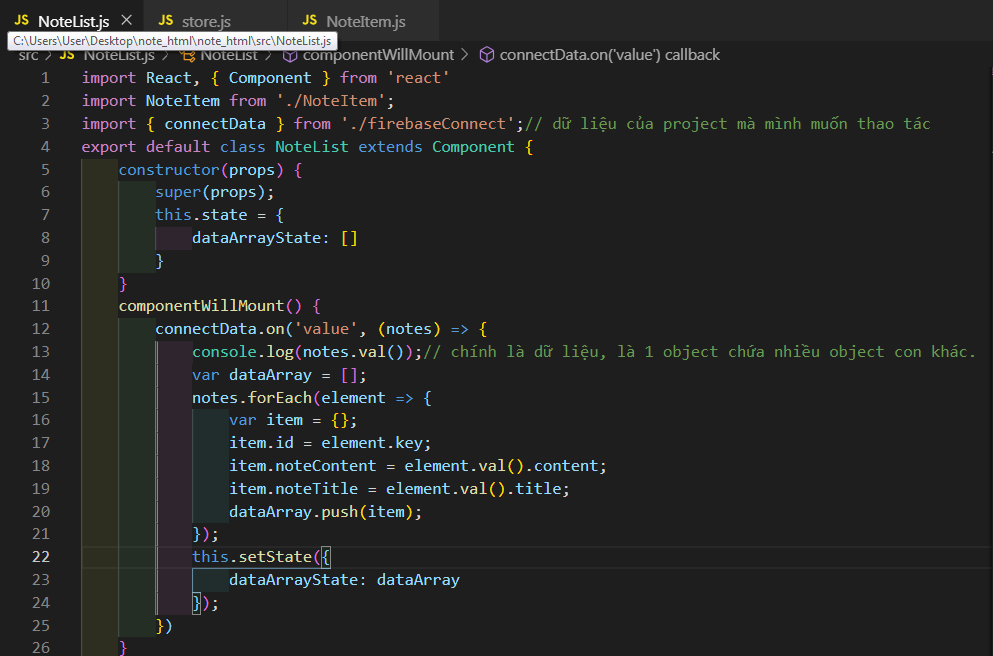 JS NoteList.js × JS store.js JS NoteItem.js
C:\Users\User\Desktop\note_html\note_html\src\NoteList.js
src > JS NoteList.js > NoteList > componentWillMount > connectData.on('value') callback
1 import React, { Component } from 'react'
2 import NoteItem from './NoteItem';
3 import { connectData } from './firebaseConnect';// dữ liệu của project mà mình muốn thao tác
4 export default class NoteList extends Component {
5 constructor(props) {
6 super(props);
7 this.state = {
8 dataArrayState: []
9 }
10 }
11 componentWillMount() {
12 connectData.on('value', (notes) => {
13 console.log(notes.val());// chính là dữ liệu, là 1 object chứa nhiều object con khác.
14 var dataArray = [];
15 notes.forEach(element => {
16 var item = {};
17 item.id = element.key;
18 item.noteContent = element.val().content;
19 item.noteTitle = element.val().title;
20 dataArray.push(item);
21 });
22 this.setState({
23 dataArrayState: dataArray
24 });
25 })
26 }